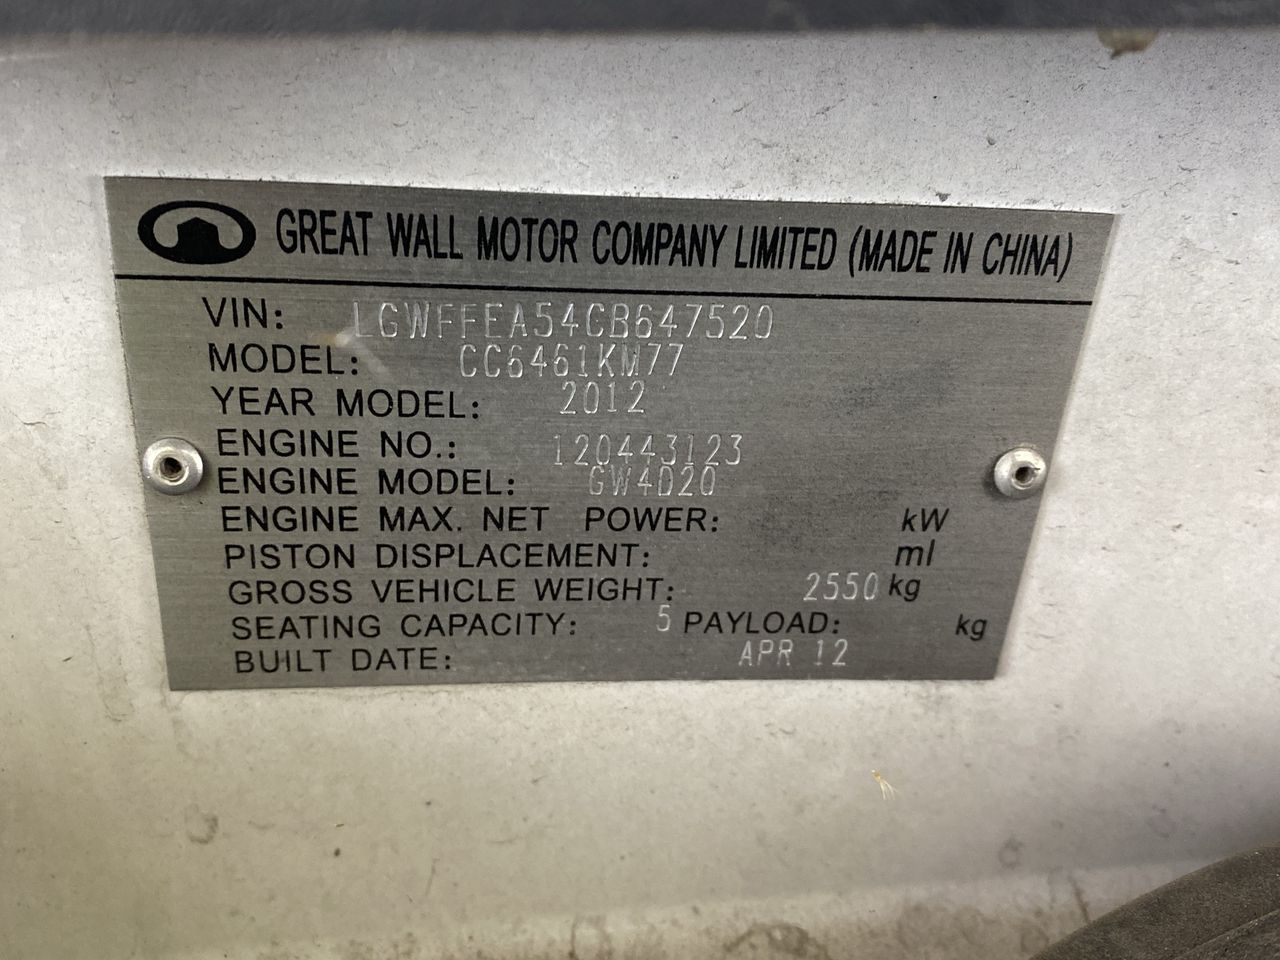 GREAT WALL MOTOR COMPANY LIMITED (MADE IN CHINA)
VIN: LGWFFEA54CB647520
MODEL: CC6461KM77
YEAR MODEL: 2012
ENGINE NO.: 120443123
ENGINE MODEL: GW4D20
ENGINE MAX. NET POWER: kW
PISTON DISPLACEMENT: ml
GROSS VEHICLE WEIGHT: 2550 kg
SEATING CAPACITY: 5 PAYLOAD: kg
BUILT DATE: APR 12